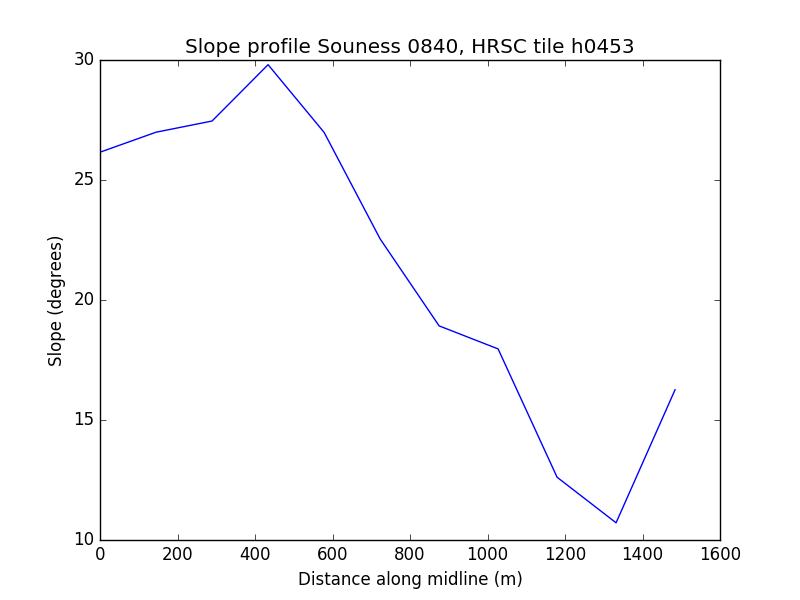 Slope profile Souness 0840, HRSC tile h0453
30
25
20
15
10
Slope (degrees)
0 200 400 600 800 1000 1200 1400 1600
Distance along midline (m)